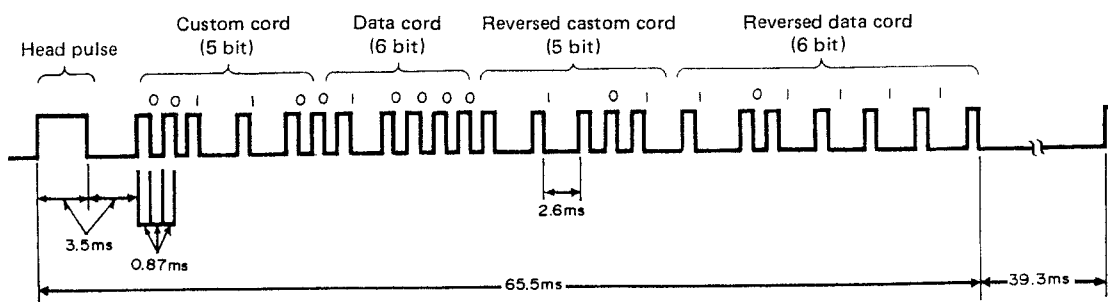 Head pulse
Custom cord
(5 bit)
Data cord
(6 bit)
Reversed castom cord
(5 bit)
Reversed data cord
(6 bit)
0 0 1 1 0 0 1 0 0 0 0 1 0 1 1 0 1 1 1 1
3.5ms
0.87ms
2.6ms
65.5ms
39.3ms